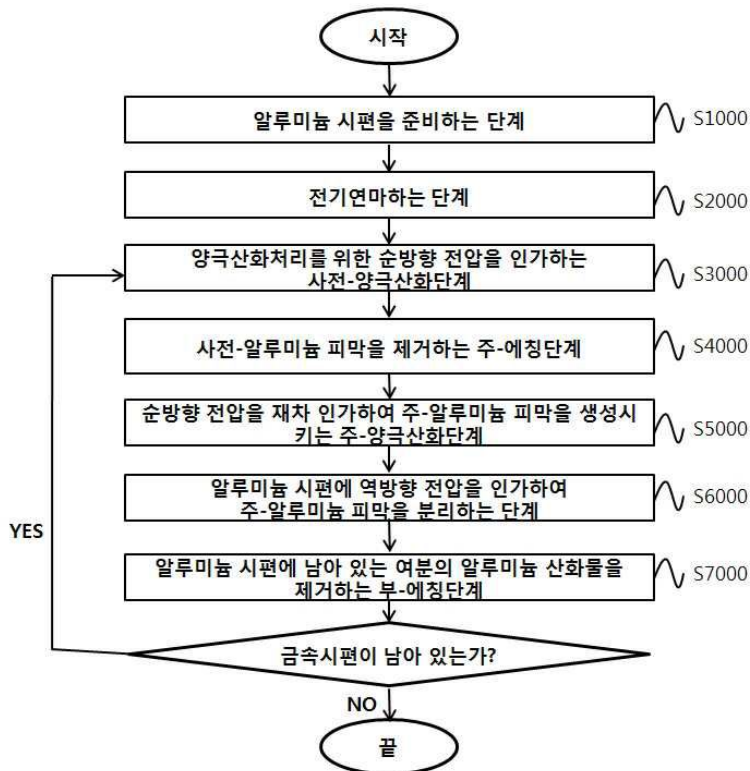 시작
알루미늄 시편을 준비하는 단계
S1000
전기연마하는 단계
S2000
양극산화처리를 위한 순방향 전압을 인가하는
사전-양극산화단계
S3000
사전-알루미늄 피막을 제거하는 주-에칭단계
S4000
순방향 전압을 재차 인가하여 주-알루미늄 피막을 생성시
키는 주-양극산화단계
S5000
알루미늄 시편에 역방향 전압을 인가하여
주-알루미늄 피막을 분리하는 단계
S6000
YES
알루미늄 시편에 남아 있는 여분의 알루미늄 산화물을
제거하는 부-에칭단계
S7000
금속시편이 남아 있는가?
NO
끝